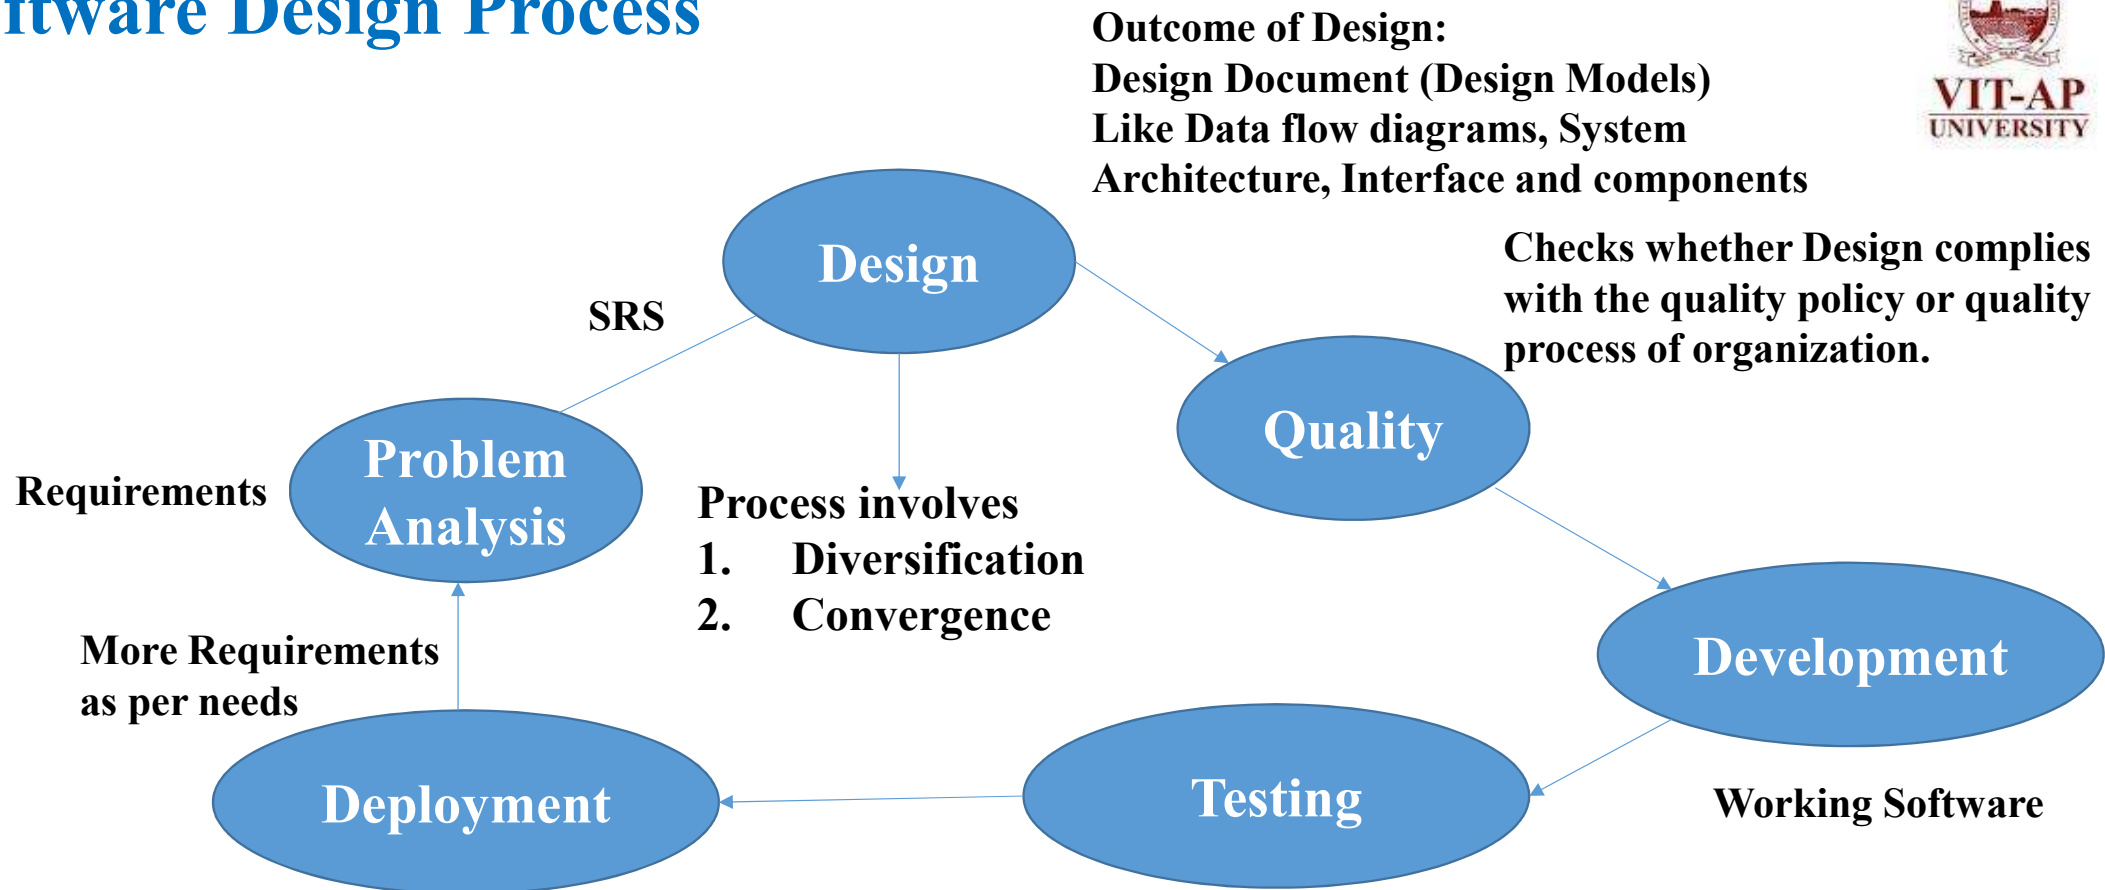 ftware Design Process
Outcome of Design:
Design Document (Design Models)
Like Data flow diagrams, System
Architecture, Interface and components
VIT-AP
UNIVERSITY
Checks whether Design complies
with the quality policy or quality
process of organization.
Design
SRS
Quality
Problem
Analysis
Requirements
Process involves
1. Diversification
2. Convergence
More Requirements
as per needs
Development
Deployment
Testing
Working Software